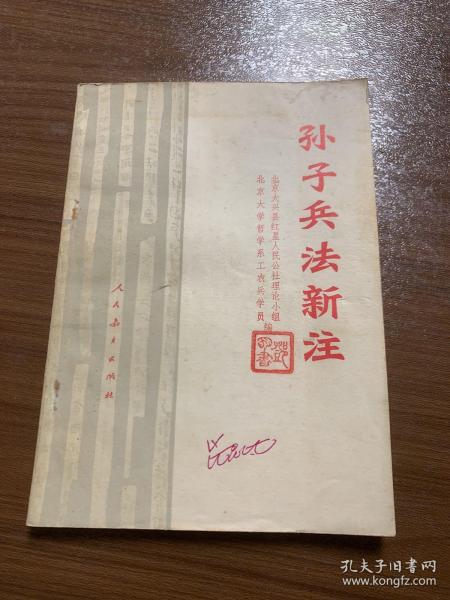 孙子兵法新注
北京大兴县红星人民公社理论小组
北京大学哲学系工农兵学员
编
人民教育出版社
孔夫子旧书网
www.kongfz.com